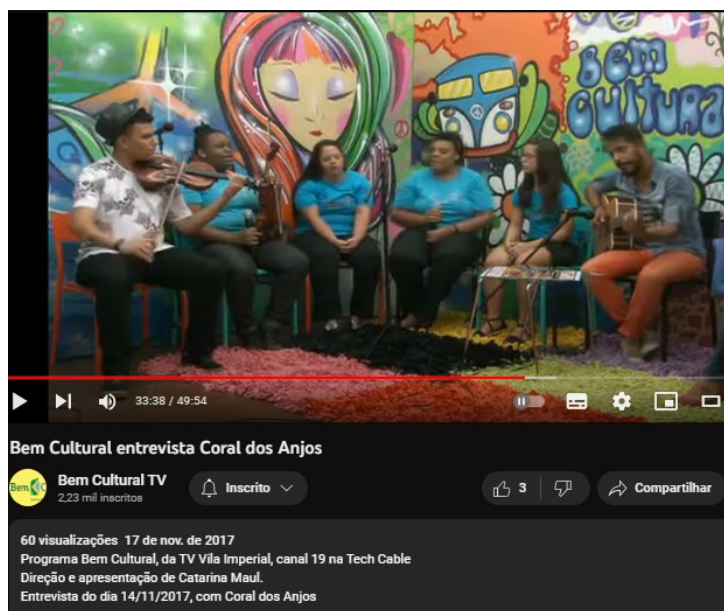 BEM
CULTURA
33:38 / 49:54
Bem Cultural entrevista Coral dos Anjos
Bem
Bem Cultural TV
2,23 mil inscritos
Inscrito
3
Compartilhar
60 visualizações 17 de nov. de 2017
Programa Bem Cultural, da TV Vila Imperial, canal 19 na Tech Cable
Direção e apresentação de Catarina Maul.
Entrevista do dia 14/11/2017, com Coral dos Anjos